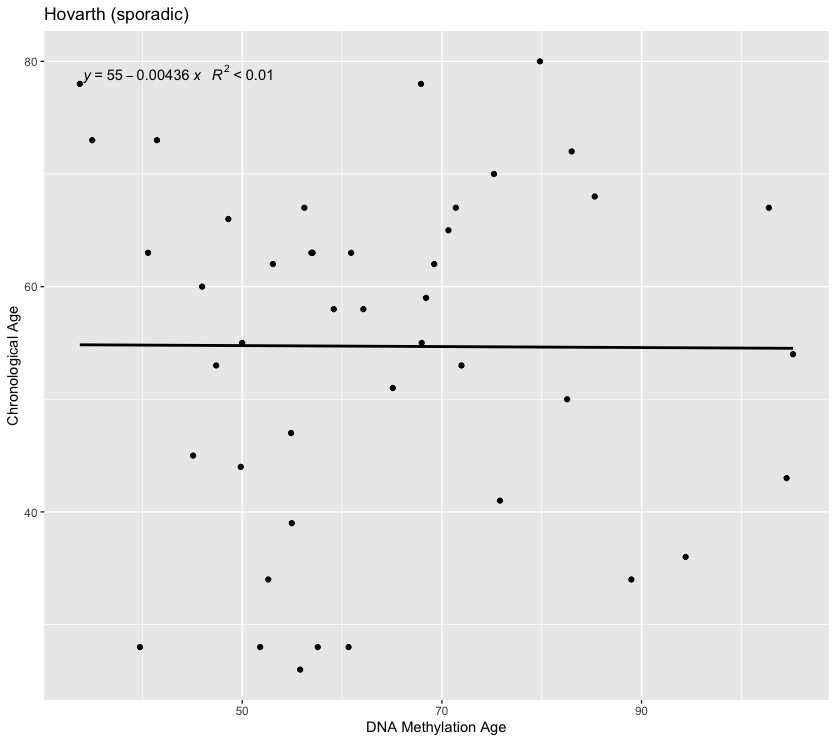 Hovarth (sporadic)
y = 55 – 0.00436 x R² < 0.01
80
60
40
Chronological Age
50 70 90
DNA Methylation Age